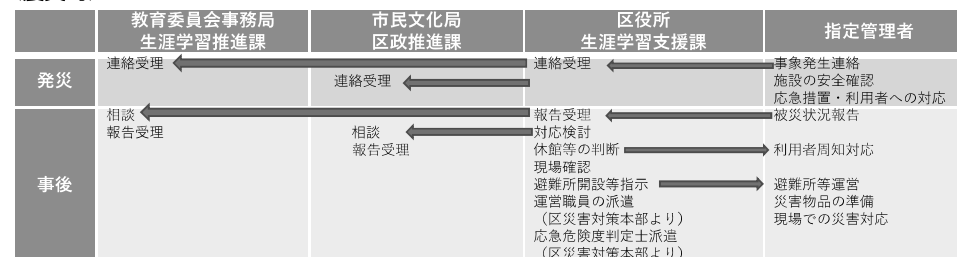 教育委員会事務局
生涯学習推進課
市民文化局
区政推進課
区役所
生涯学習支援課
指定管理者
発災
連絡受理
連絡受理
連絡受理
事象発生連絡
施設の安全確認
応急措置・利用者への対応
事後
相談
報告受理
相談
報告受理
報告受理
対応検討
休館等の判断
現場確認
避難所開設等指示
運営職員の派遣
（区災害対策本部より）
応急危険度判定士派遣
（区災害対策本部より）
被災状況報告
利用者周知対応
避難所等運営
災害物品の準備
現場での災害対応